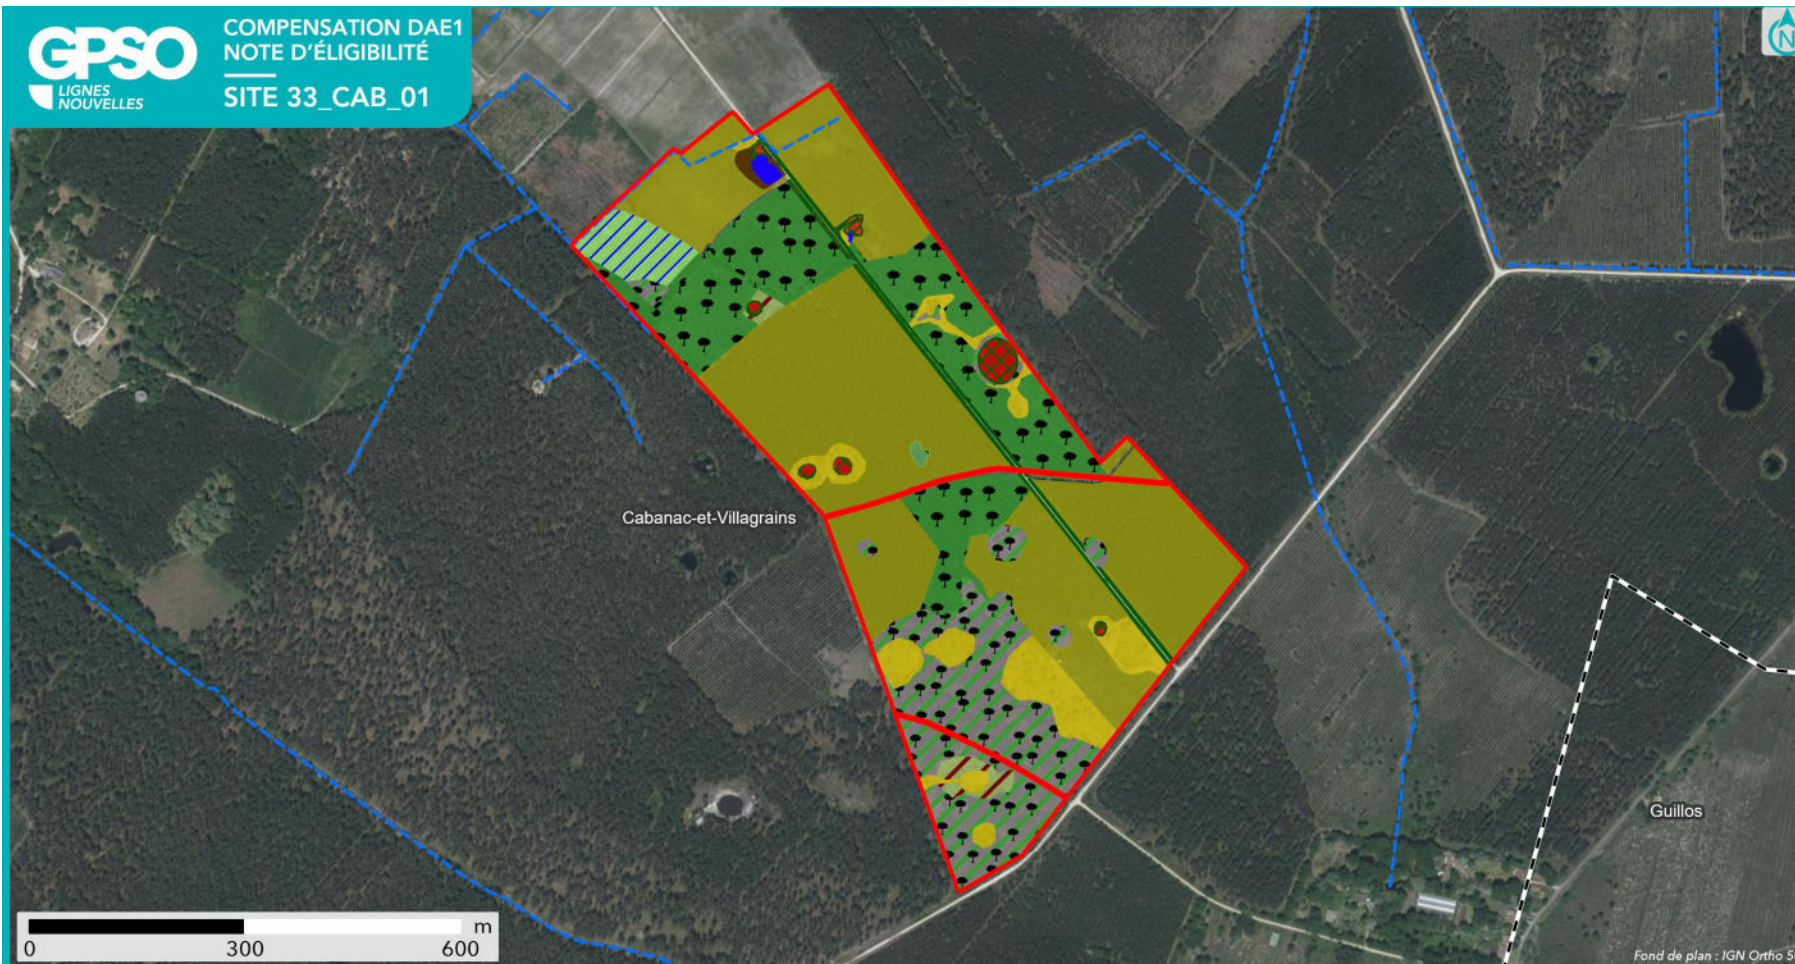 GPSO
LIGNES
NOUVELLES
COMPENSATION DAE1
NOTE D'ÉLIGIBILITÉ
SITE 33_CAB_01
N
Cabanac-et-Villagrains
Guillos
m
0 300 600
Fond de plan : IGN Ortho 5